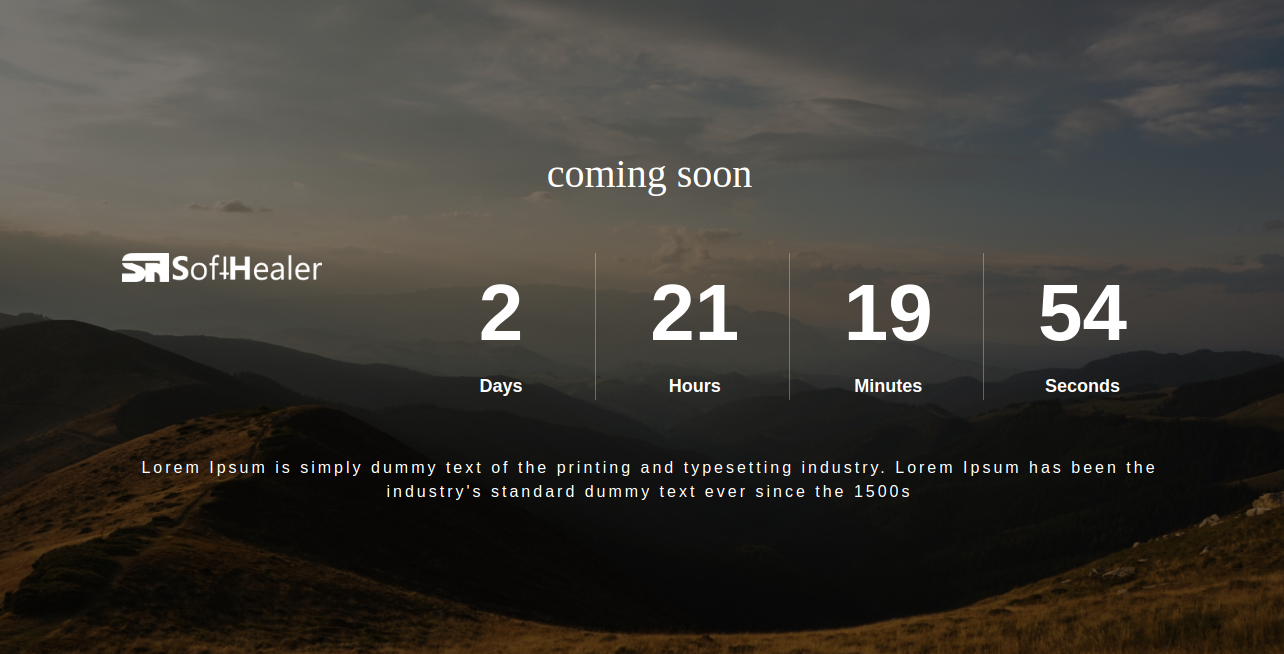 coming soon
SoftHealer
2
21
19
54
Days
Hours
Minutes
Seconds
Lorem Ipsum is simply dummy text of the printing and typesetting industry. Lorem Ipsum has been the
industry's standard dummy text ever since the 1500s